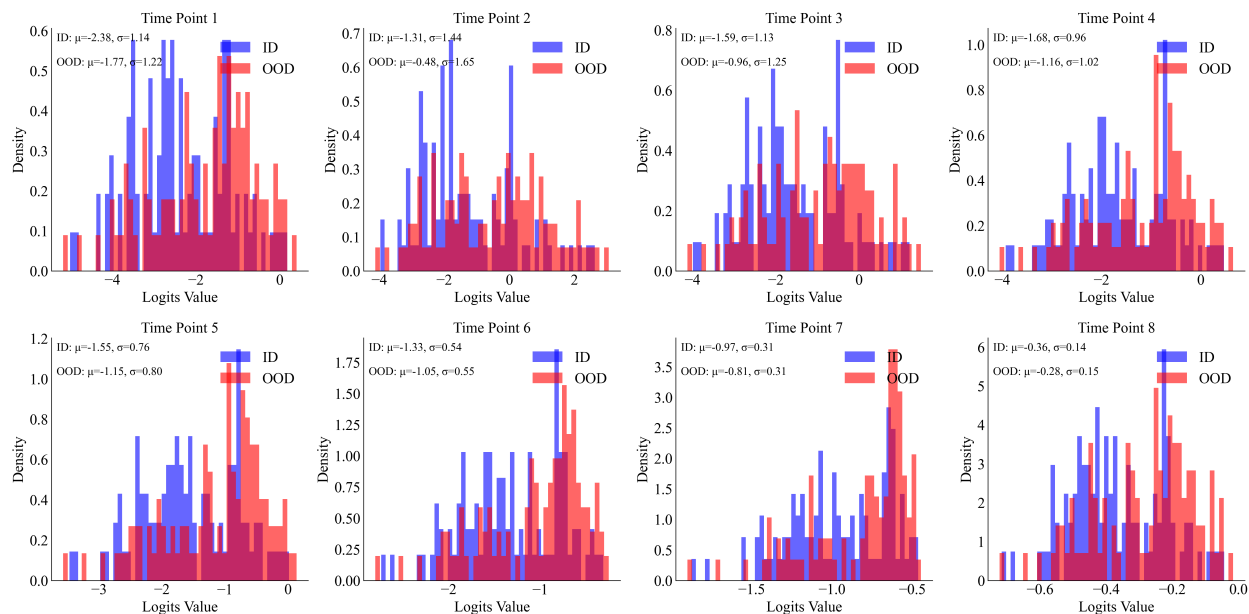 Time Point 1
ID: μ=-2.38, σ=1.14
OOD: μ=-1.77, σ=1.22
ID
OOD
Density
0.6
0.5
0.4
0.3
0.2
0.1
0.0
−4
−2
0
Logits Value
Time Point 2
ID: μ=-1.31, σ=1.44
OOD: μ=-0.48, σ=1.65
ID
OOD
Density
0.7
0.6
0.5
0.4
0.3
0.2
0.1
0.0
−4
−2
0
2
Logits Value
Time Point 3
ID: μ=-1.59, σ=1.13
OOD: μ=-0.96, σ=1.25
ID
OOD
Density
0.8
0.6
0.4
0.2
0.0
−4
−2
0
Logits Value
Time Point 4
ID: μ=-1.68, σ=0.96
OOD: μ=-1.16, σ=1.02
ID
OOD
Density
1.0
0.8
0.6
0.4
0.2
0.0
−4
−2
0
Logits Value
Time Point 5
ID: μ=-1.55, σ=0.76
OOD: μ=-1.15, σ=0.80
ID
OOD
Density
1.2
1.0
0.8
0.6
0.4
0.2
0.0
−3
−2
−1
0
Logits Value
Time Point 6
ID: μ=-1.33, σ=0.54
OOD: μ=-1.05, σ=0.55
ID
OOD
Density
1.75
1.50
1.25
1.00
0.75
0.50
0.25
0.00
−2
−1
Logits Value
Time Point 7
ID: μ=-0.97, σ=0.31
OOD: μ=-0.81, σ=0.31
ID
OOD
Density
3.5
3.0
2.5
2.0
1.5
1.0
0.5
0.0
−1.5
−1.0
−0.5
Logits Value
Time Point 8
ID: μ=-0.36, σ=0.14
OOD: μ=-0.28, σ=0.15
ID
OOD
Density
6
5
4
3
2
1
0
−0.6
−0.4
−0.2
0.0
Logits Value